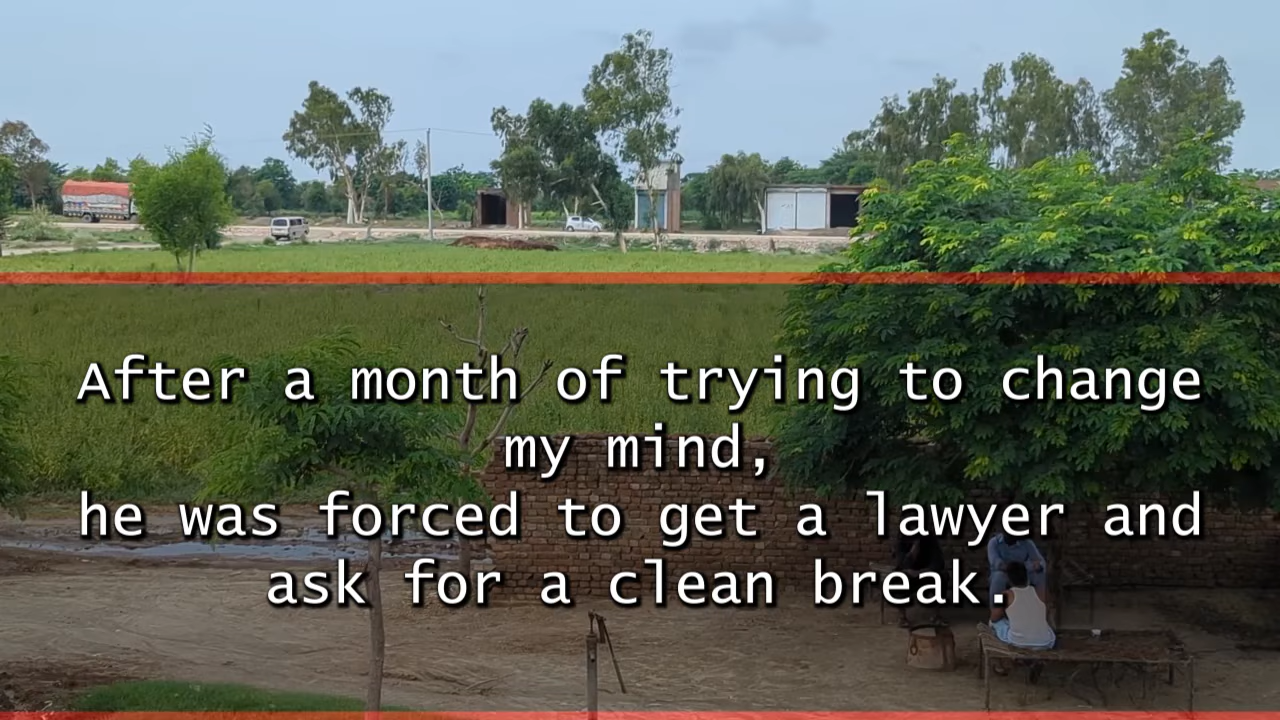 After a month of trying to change
my mind,
he was forced to get a lawyer and
ask for a clean break.